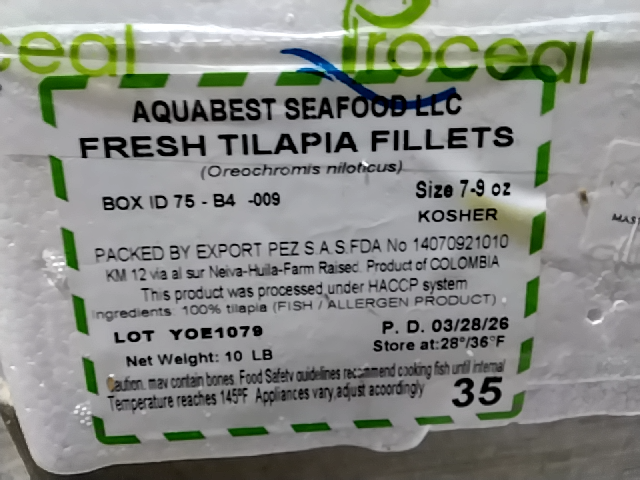 ceal
Proceal
AQUABEST SEAFOOD LLC
FRESH TILAPIA FILLETS
(Oreochromis niloticus)
BOX ID 75 - B4 -009
Size 7-9 oz
KOSHER
PACKED BY EXPORT PEZ S.A.S.FDA No 14070921010
KM 12 via al sur Neiva-Huila-Farm Raised. Product of COLOMBIA
This product was processed under HACCP system
Ingredients: 100% tilapia (FISH / ALLERGEN PRODUCT)
LOT YOE1079
P. D. 03/28/26
Net Weight: 10 LB
Store at:28°/36°F
Caution, may contain bones. Food Safety guidelines recommend cooking fish until internal
Temperature reaches 145°F. Appliances vary,adjust acoordingly
35